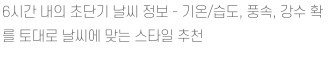 6시간 내의 초단기 날씨 정보 - 기온/습도, 풍속, 강수 확
를 토대로 날씨에 맞는 스타일 추천